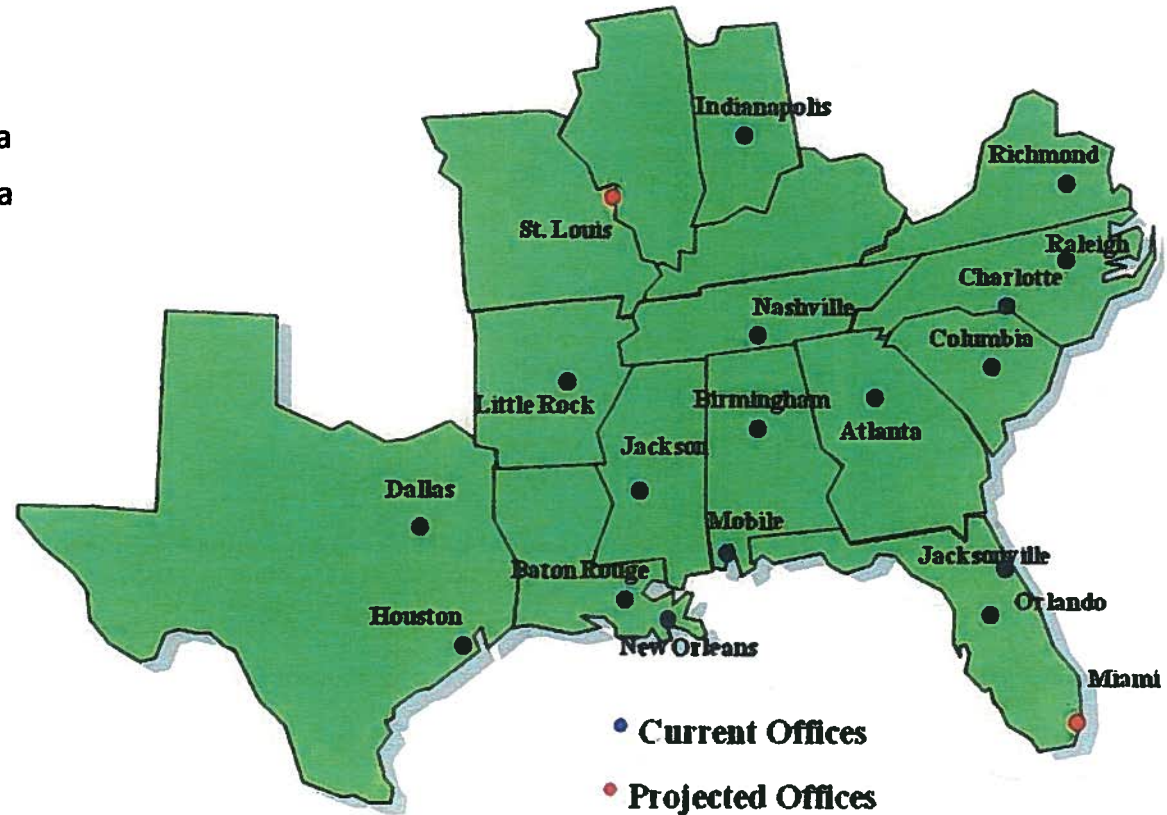 a
a
Indianapolis
Richmond
St. Louis
Raleigh
Charlotte
Nashville
Columbia
Little Rock
Birmingham
Atlanta
Jackson
Dallas
Mobile
Jacksonville
Baton Rouge
Orlando
Houston
New Orleans
Miami
Current Offices
Projected Offices